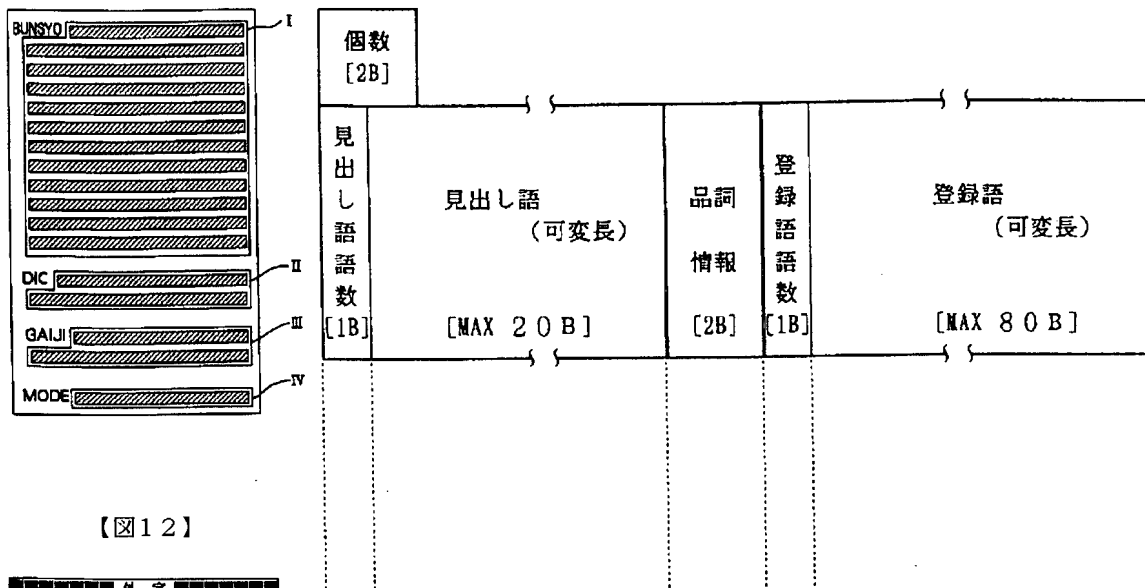 BUNSYO
I
DIC
II
GAIJI
III
MODE
IV
個数
[2B]
見出し語語数
[1B]
見出し語
(可変長)
[MAX 20B]
品詞
情報
[2B]
登録語語数
[1B]
登録語
(可変長)
[MAX 80B]
【図12】
外字